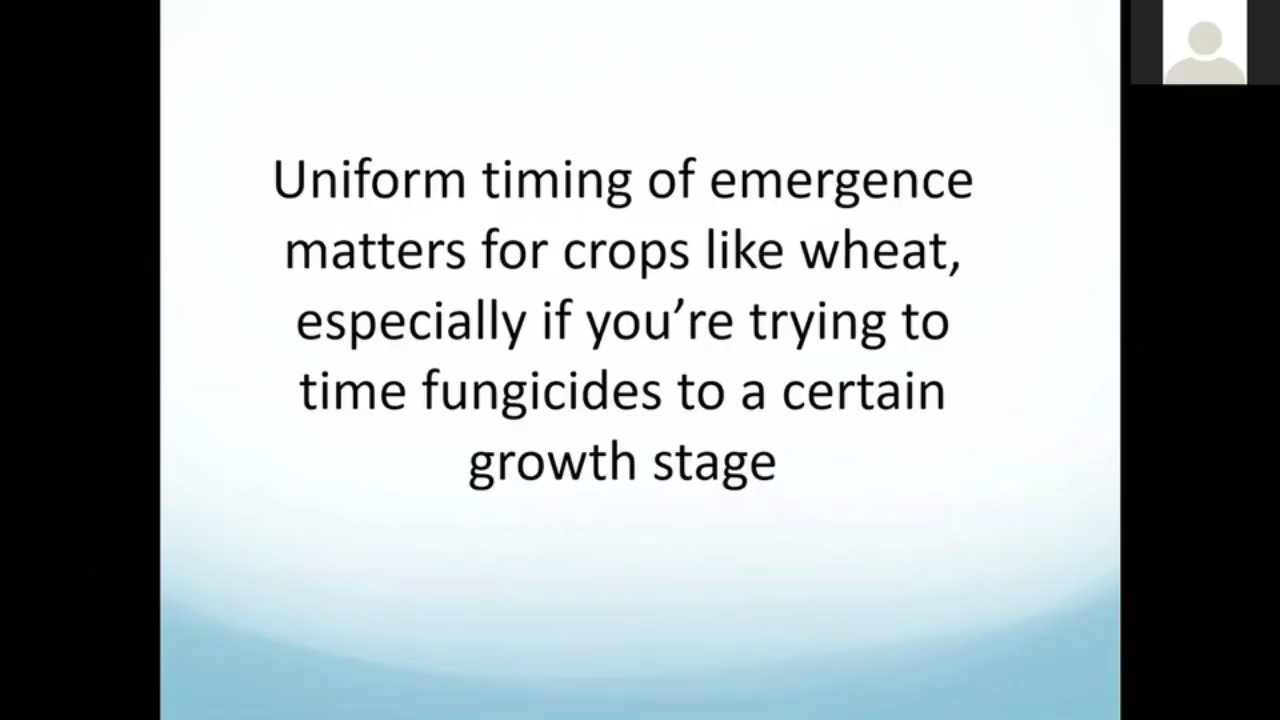 Uniform timing of emergence
matters for crops like wheat,
especially if you’re trying to
time fungicides to a certain
growth stage